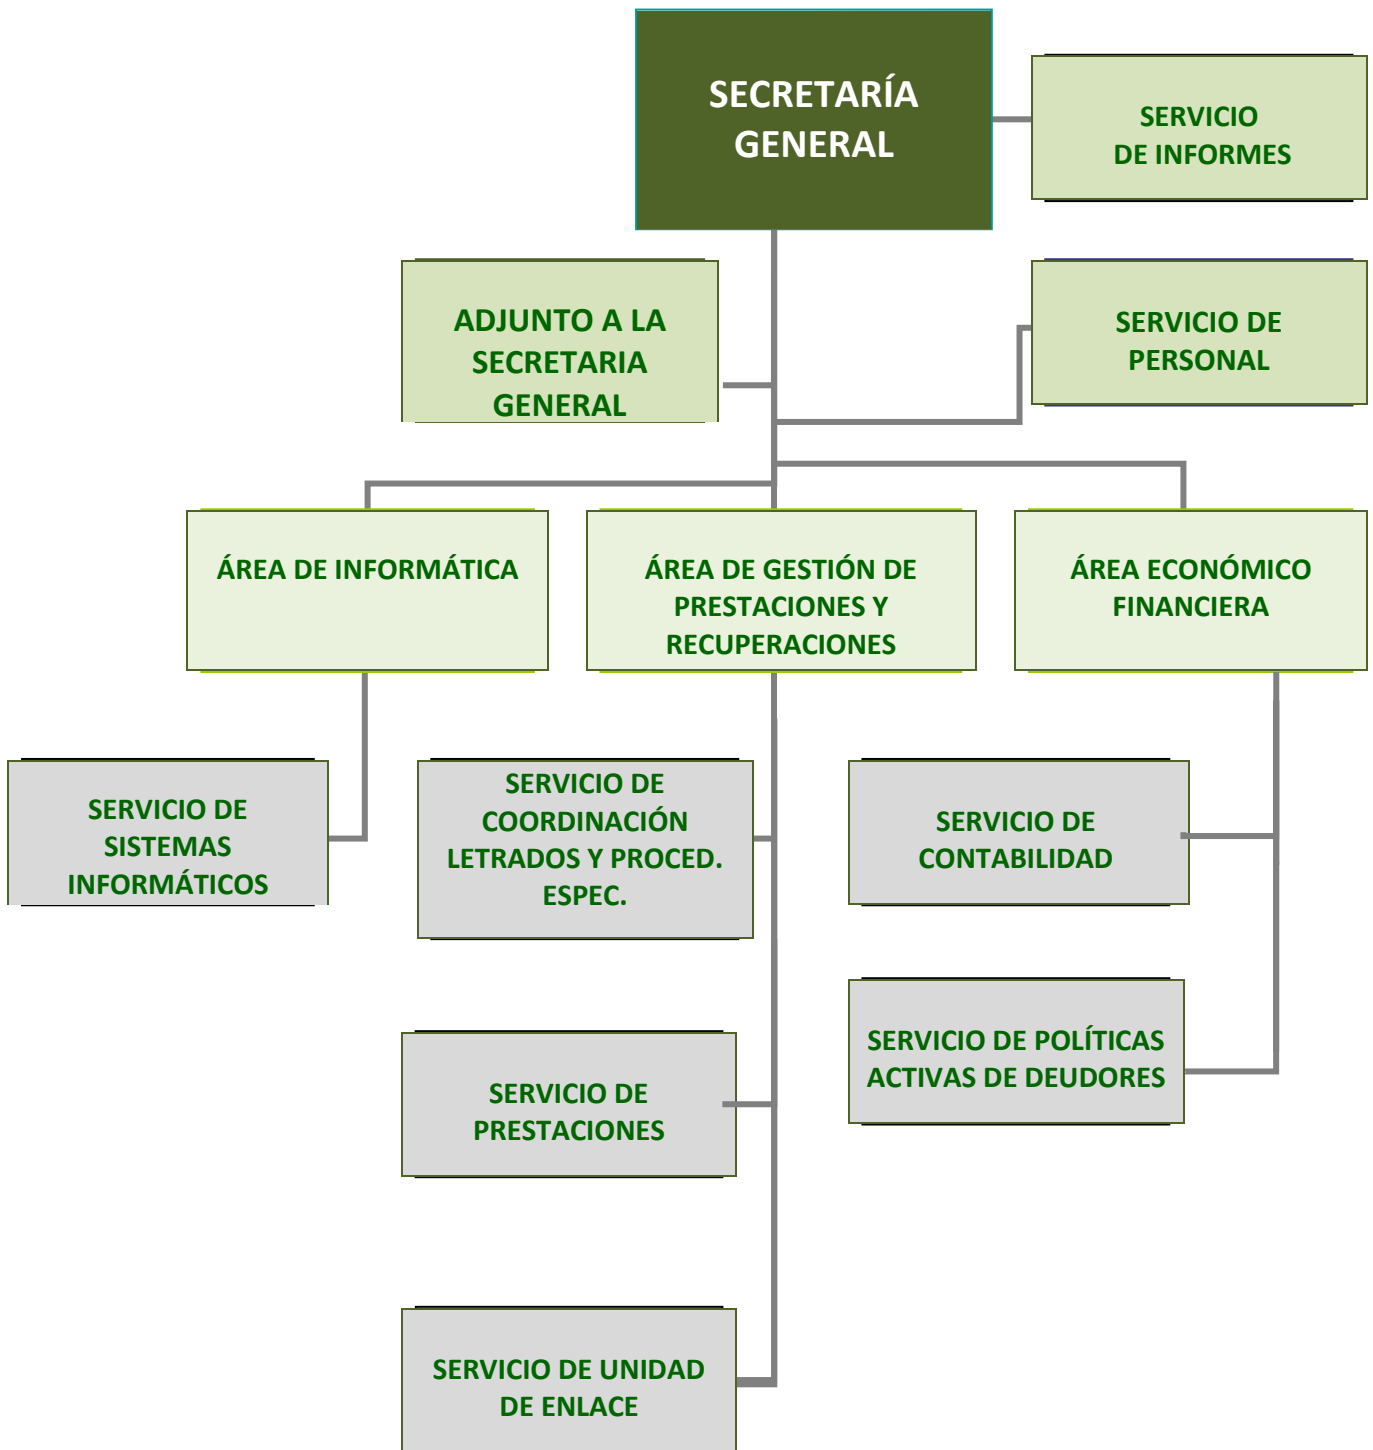 SECRETARÍA
GENERAL
SERVICIO
DE INFORMES
ADJUNTO A LA
SECRETARIA
GENERAL
SERVICIO DE
PERSONAL
ÁREA DE INFORMÁTICA
ÁREA DE GESTIÓN DE
PRESTACIONES Y
RECUPERACIONES
ÁREA ECONÓMICO
FINANCIERA
SERVICIO DE
SISTEMAS
INFORMÁTICOS
SERVICIO DE
COORDINACIÓN
LETRADOS Y PROCED.
ESPEC.
SERVICIO DE
CONTABILIDAD
SERVICIO DE POLÍTICAS
ACTIVAS DE DEUDORES
SERVICIO DE
PRESTACIONES
SERVICIO DE UNIDAD
DE ENLACE